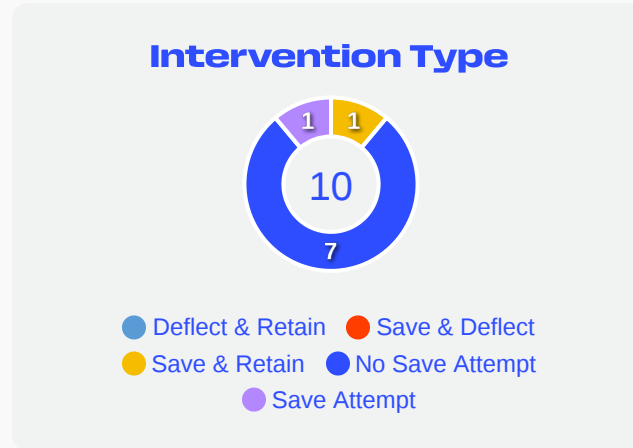 Intervention Type
1 1
10
7
Deflect & Retain Save & Deflect
Save & Retain No Save Attempt
Save Attempt